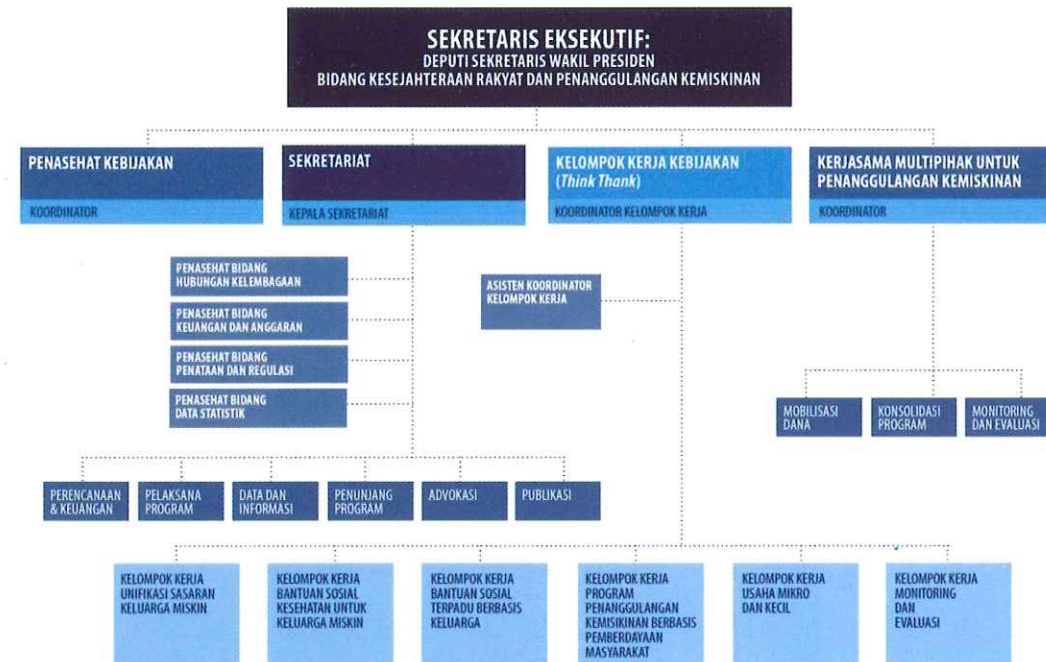 SEKRETARIS EKSEKUTIF:
DEPUTI SEKRETARIS WAKIL PRESIDEN
BIDANG KESEJAHTERAAN RAKYAT DAN PENANGGULANGAN KEMISKINAN
PENASEHAT KEBIJAKAN
KOORDINATOR
SEKRETARIAT
KEPALA SEKRETARIAT
KELOMPOK KERJA KEBIJAKAN
(Think Thank)
KOORDINATOR KELOMPOK KERJA
KERJASAMA MULTIPIHAK UNTUK
PENANGGULANGAN KEMISKINAN
KOORDINATOR
PENASEHAT BIDANG
HUBUNGAN KELEMBAGAAN
PENASEHAT BIDANG
KEUANGAN DAN ANGGARAN
PENASEHAT BIDANG
PENATAAN DAN REGULASI
PENASEHAT BIDANG
DATA STATISTIK
ASISTEN KOORDINATOR
KELOMPOK KERJA
MOBILISASI
DANA
KONSOLIDASI
PROGRAM
MONITORING
DAN EVALUASI
PERENCANAAN
& KEUANGAN
PELAKSANA
PROGRAM
DATA DAN
INFORMASI
PENUNJANG
PROGRAM
ADVOKASI
PUBLIKASI
KELOMPOK KERJA
UNIFIKASI SASARAN
KELUARGA MISKIN
KELOMPOK KERJA
BANTUAN SOSIAL
KESEHATAN UNTUK
KELUARGA MISKIN
KELOMPOK KERJA
BANTUAN SOSIAL
TERPADU BERBASIS
KELUARGA
KELOMPOK KERJA
PROGRAM
PENANGGULANGAN
KEMISIKINAN BERBASIS
PEMBERDAYAAN
MASYARAKAT
KELOMPOK KERJA
USAHA MIKRO
DAN KECIL
KELOMPOK KERJA
MONITORING
DAN
EVALUASI